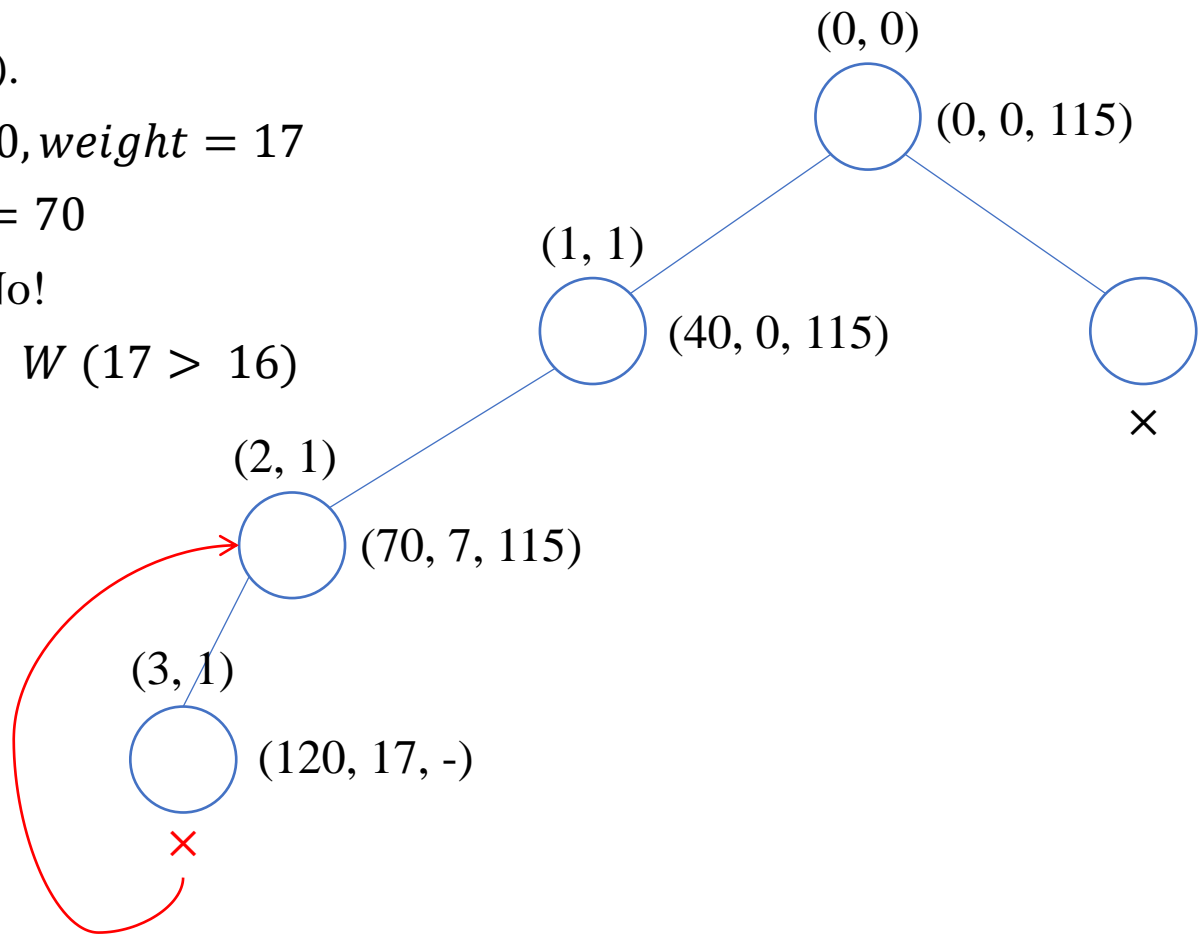 ).
0, weight = 17
= 70
No!
W (17 > 16)
(0, 0)
(0, 0, 115)
(1, 1)
(40, 0, 115)
×
(2, 1)
(70, 7, 115)
(3, 1)
(120, 17, -)
×